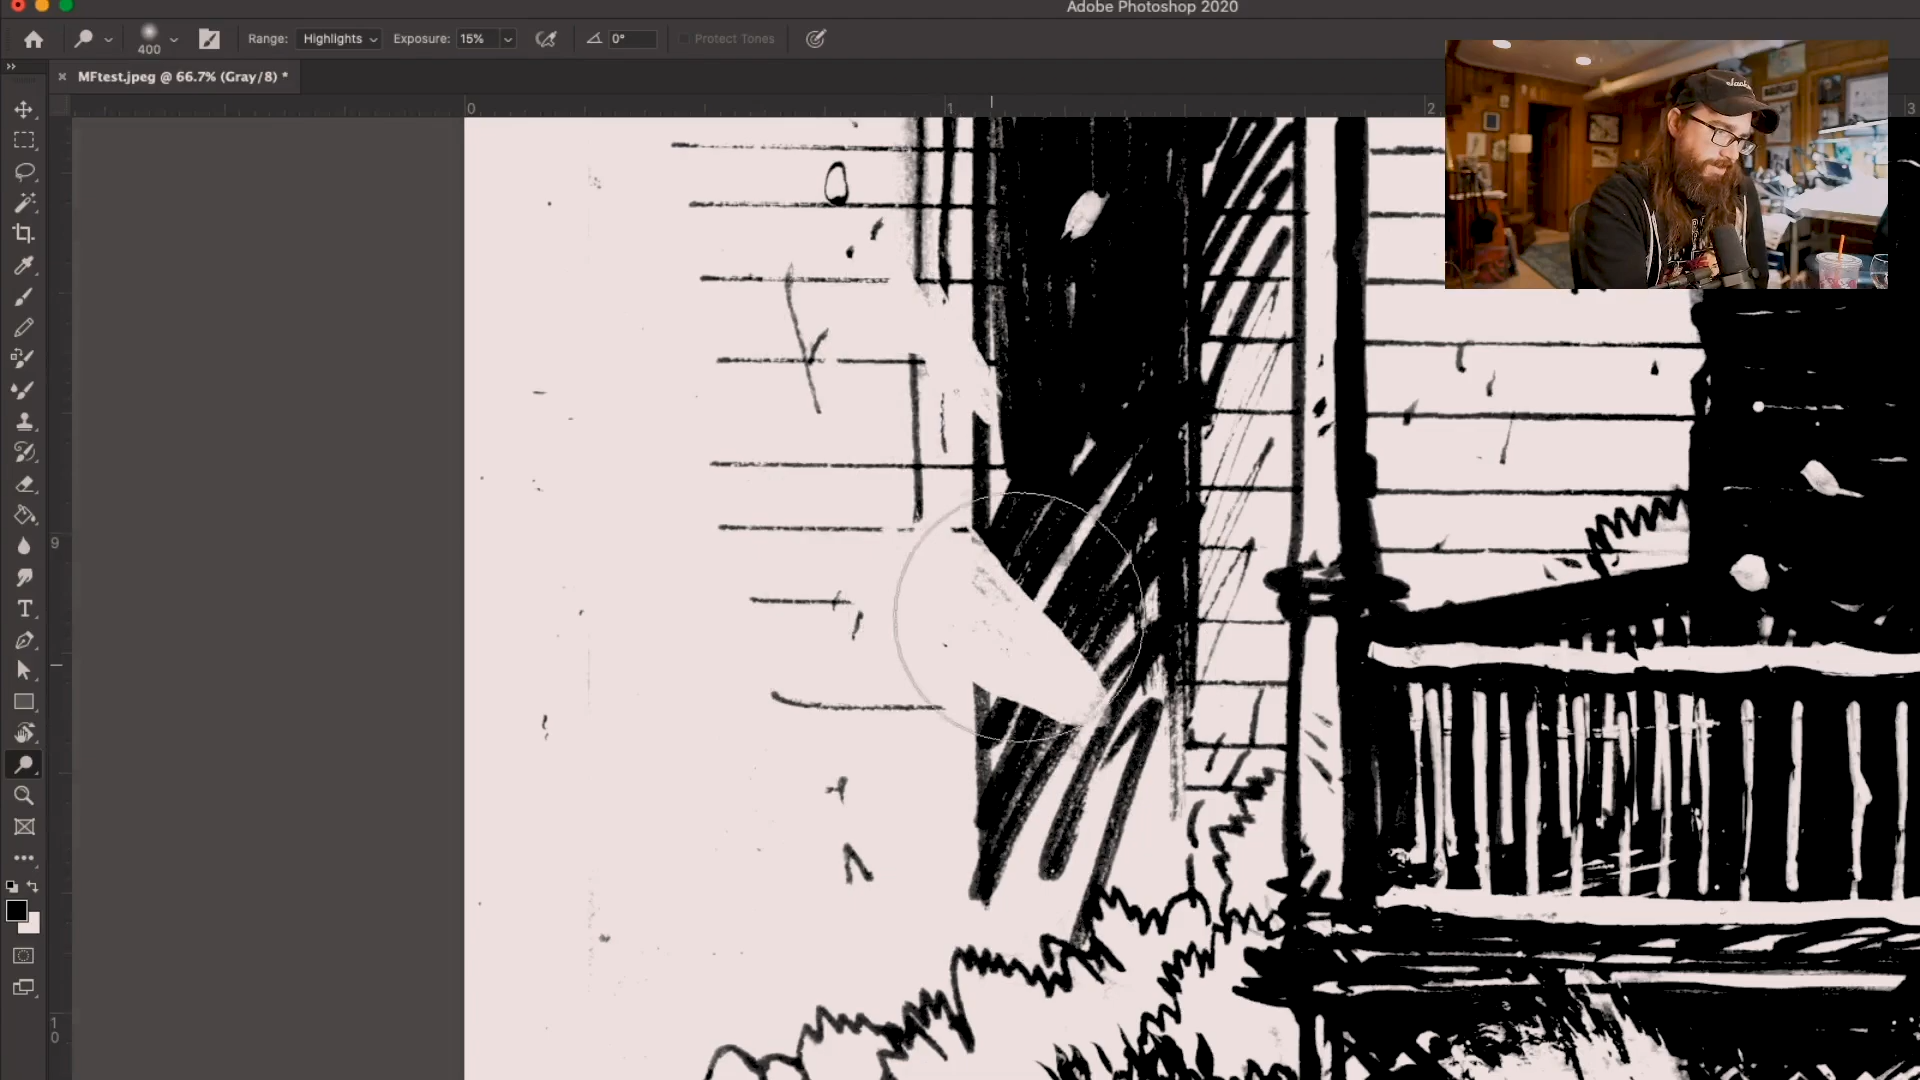 Adobe Photoshop 2020
400
Range: Highlights Exposure: 15% 0° Protect Tones
MFtest.jpeg @ 66.7% (Gray/8) *
0 1 2 3
9
1
0